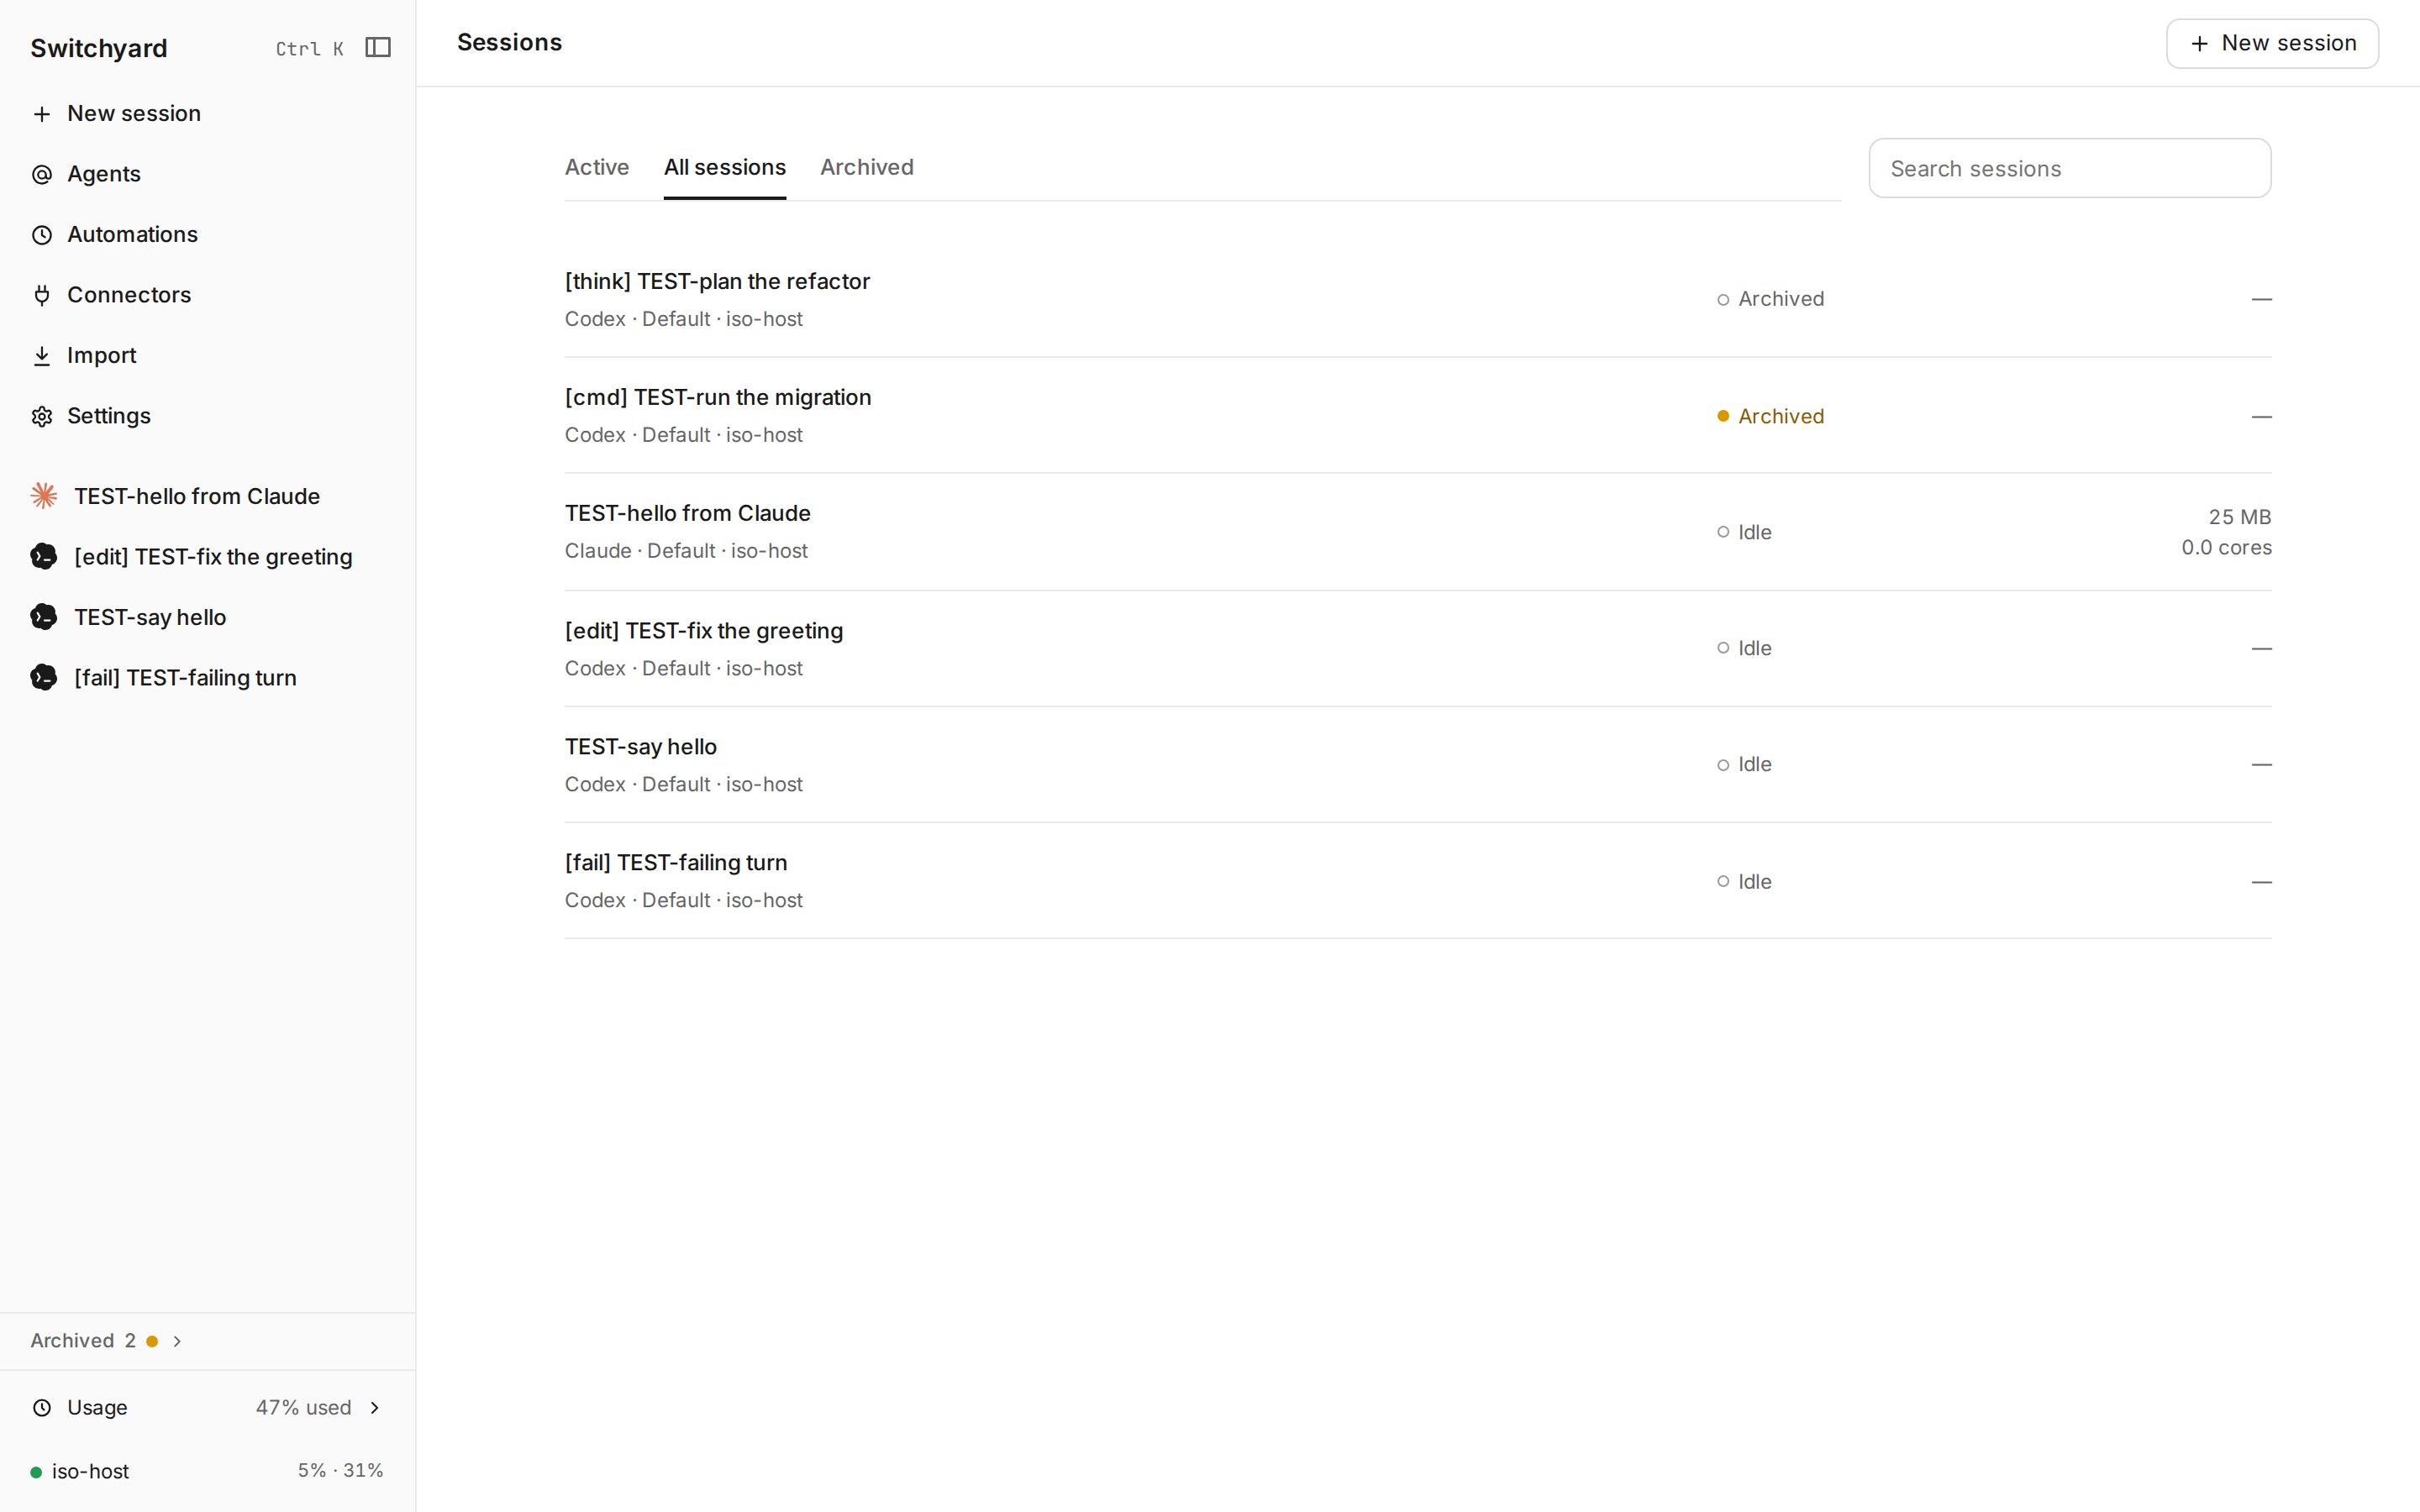 Switchyard
Ctrl K
New session
Agents
Automations
Connectors
Import
Settings
TEST-hello from Claude
[edit] TEST-fix the greeting
TEST-say hello
[fail] TEST-failing turn
Archived 2
Usage 47% used
iso-host 5% · 31%
Sessions
New session
Active All sessions Archived
Search sessions
[think] TEST-plan the refactor
Codex · Default · iso-host
Archived
—
[cmd] TEST-run the migration
Codex · Default · iso-host
Archived
—
TEST-hello from Claude
Claude · Default · iso-host
Idle
25 MB
0.0 cores
[edit] TEST-fix the greeting
Codex · Default · iso-host
Idle
—
TEST-say hello
Codex · Default · iso-host
Idle
—
[fail] TEST-failing turn
Codex · Default · iso-host
Idle
—